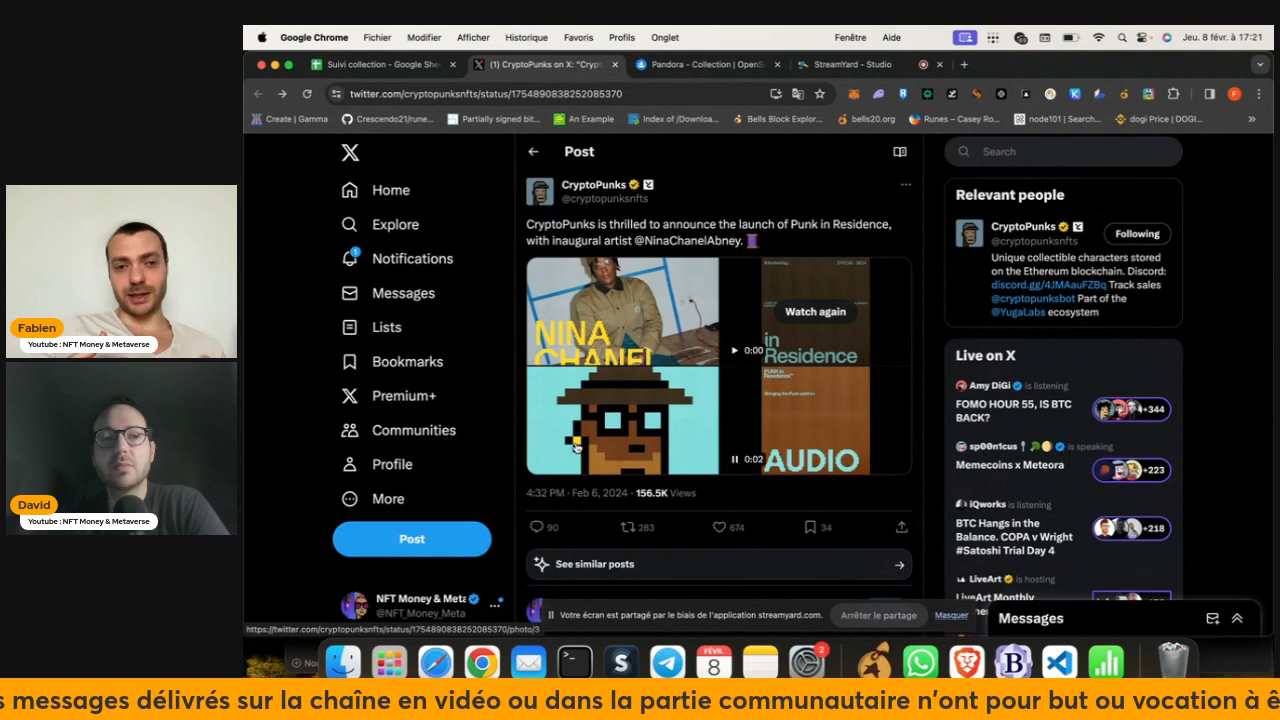 Google Chrome Fichier Modifier Afficher Historique Favoris Profils Onglet Fenêtre Aide Jeu. 8 févr. à 17:21
Suivi collection - Google She (1) CryptoPunks on X: "Crypt Pandora - Collection | OpenS StreamYard - Studio
twitter.com/cryptopunksnfts/status/1754890838252085370
Create | Gamma Crescendo21/rune... Partially signed bit... An Example Index of /Downloa... Bells Block Explor... bells20.org Runes – Casey Ro... node101 | Search... dogi Price | DOGI...
Home
Explore
Notifications
Messages
Lists
Bookmarks
Premium+
Communities
Profile
More
Post
NFT Money & Meta
@NFT_Money_Meta
https://twitter.com/cryptopunksnfts/status/1754890838252085370/photo/3
Post
CryptoPunks
@cryptopunksnfts
CryptoPunks is thrilled to announce the launch of Punk in Residence,
with inaugural artist @NinaChanelAbney.
NINA
CHANEL
Watch again
in
Residence
0:00
PUNK in
Residence
AUDIO
0:02
4:32 PM · Feb 6, 2024 · 156.5K Views
90 283 674 34
See similar posts
Votre écran est partagé par le biais de l'application streamyard.com. Arrêter le partage Masquer
Search
Relevant people
CryptoPunks
@cryptopunksnfts
Following
Unique collectible characters stored
on the Ethereum blockchain. Discord:
discord.gg/4JMAauFZBq Track sales
@cryptopunksbot Part of the
@YugaLabs ecosystem
Live on X
Amy DiGi is listening
FOMO HOUR 55, IS BTC
BACK?
+344
sp00n1cus is speaking
Memecoins x Meteora
+223
iQworks is listening
BTC Hangs in the
Balance. COPA v Wright
#Satoshi Trial Day 4
+218
LiveArt is hosting
LiveArt Monthly
Messages
FÉVR.
8
2
Fabien
Youtube : NFT Money & Metaverse
David
Youtube : NFT Money & Metaverse
s messages délivrés sur la chaîne en vidéo ou dans la partie communautaire n'ont pour but ou vocation à ê